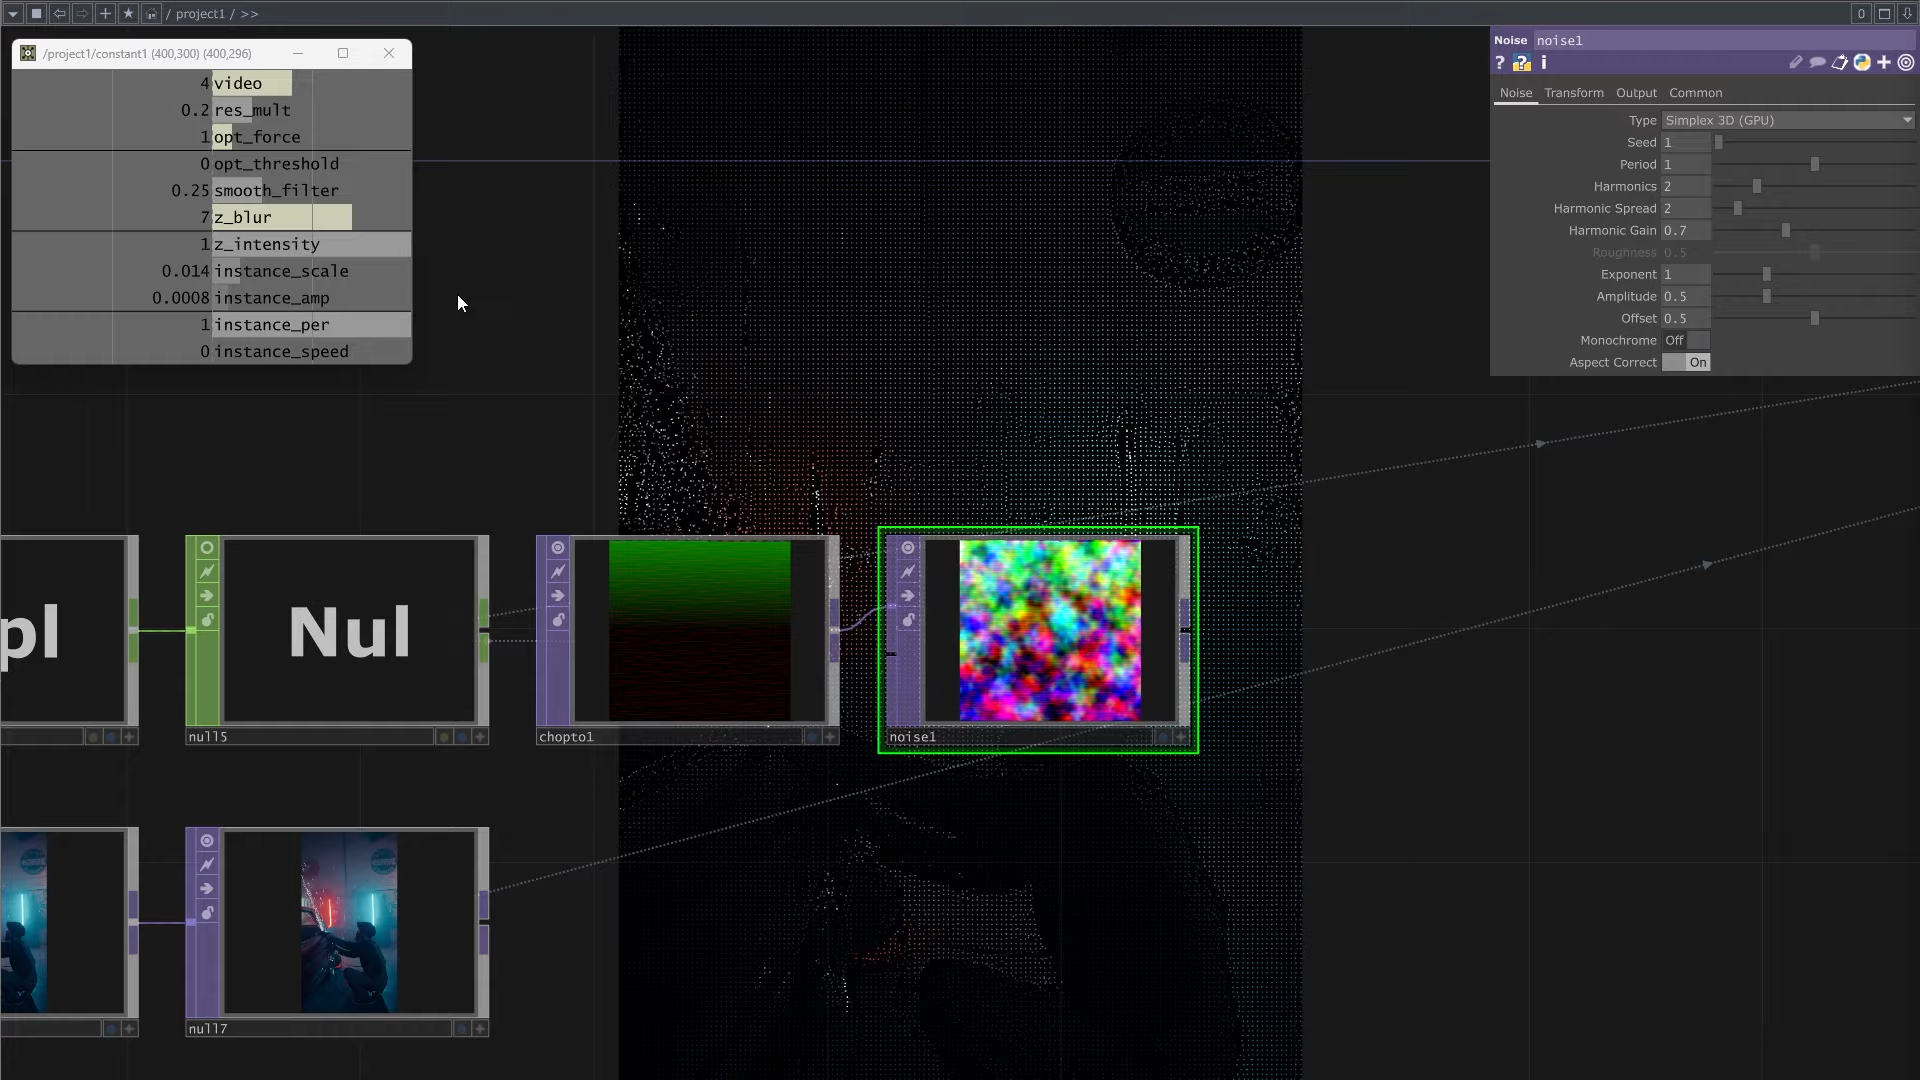 / project1 / >>
0
/project1/constant1 (400,300) (400,296)
4 video
0.2 res_mult
1 opt_force
0 opt_threshold
0.25 smooth_filter
7 z_blur
1 z_intensity
0.014 instance_scale
0.0008 instance_amp
1 instance_per
0 instance_speed
Noise noise1
? ? i
Noise Transform Output Common
Type Simplex 3D (GPU)
Seed 1
Period 1
Harmonics 2
Harmonic Spread 2
Harmonic Gain 0.7
Roughness 0.5
Exponent 1
Amplitude 0.5
Offset 0.5
Monochrome Off
Aspect Correct On
pl
Nul
null5
chopto1
noise1
null7